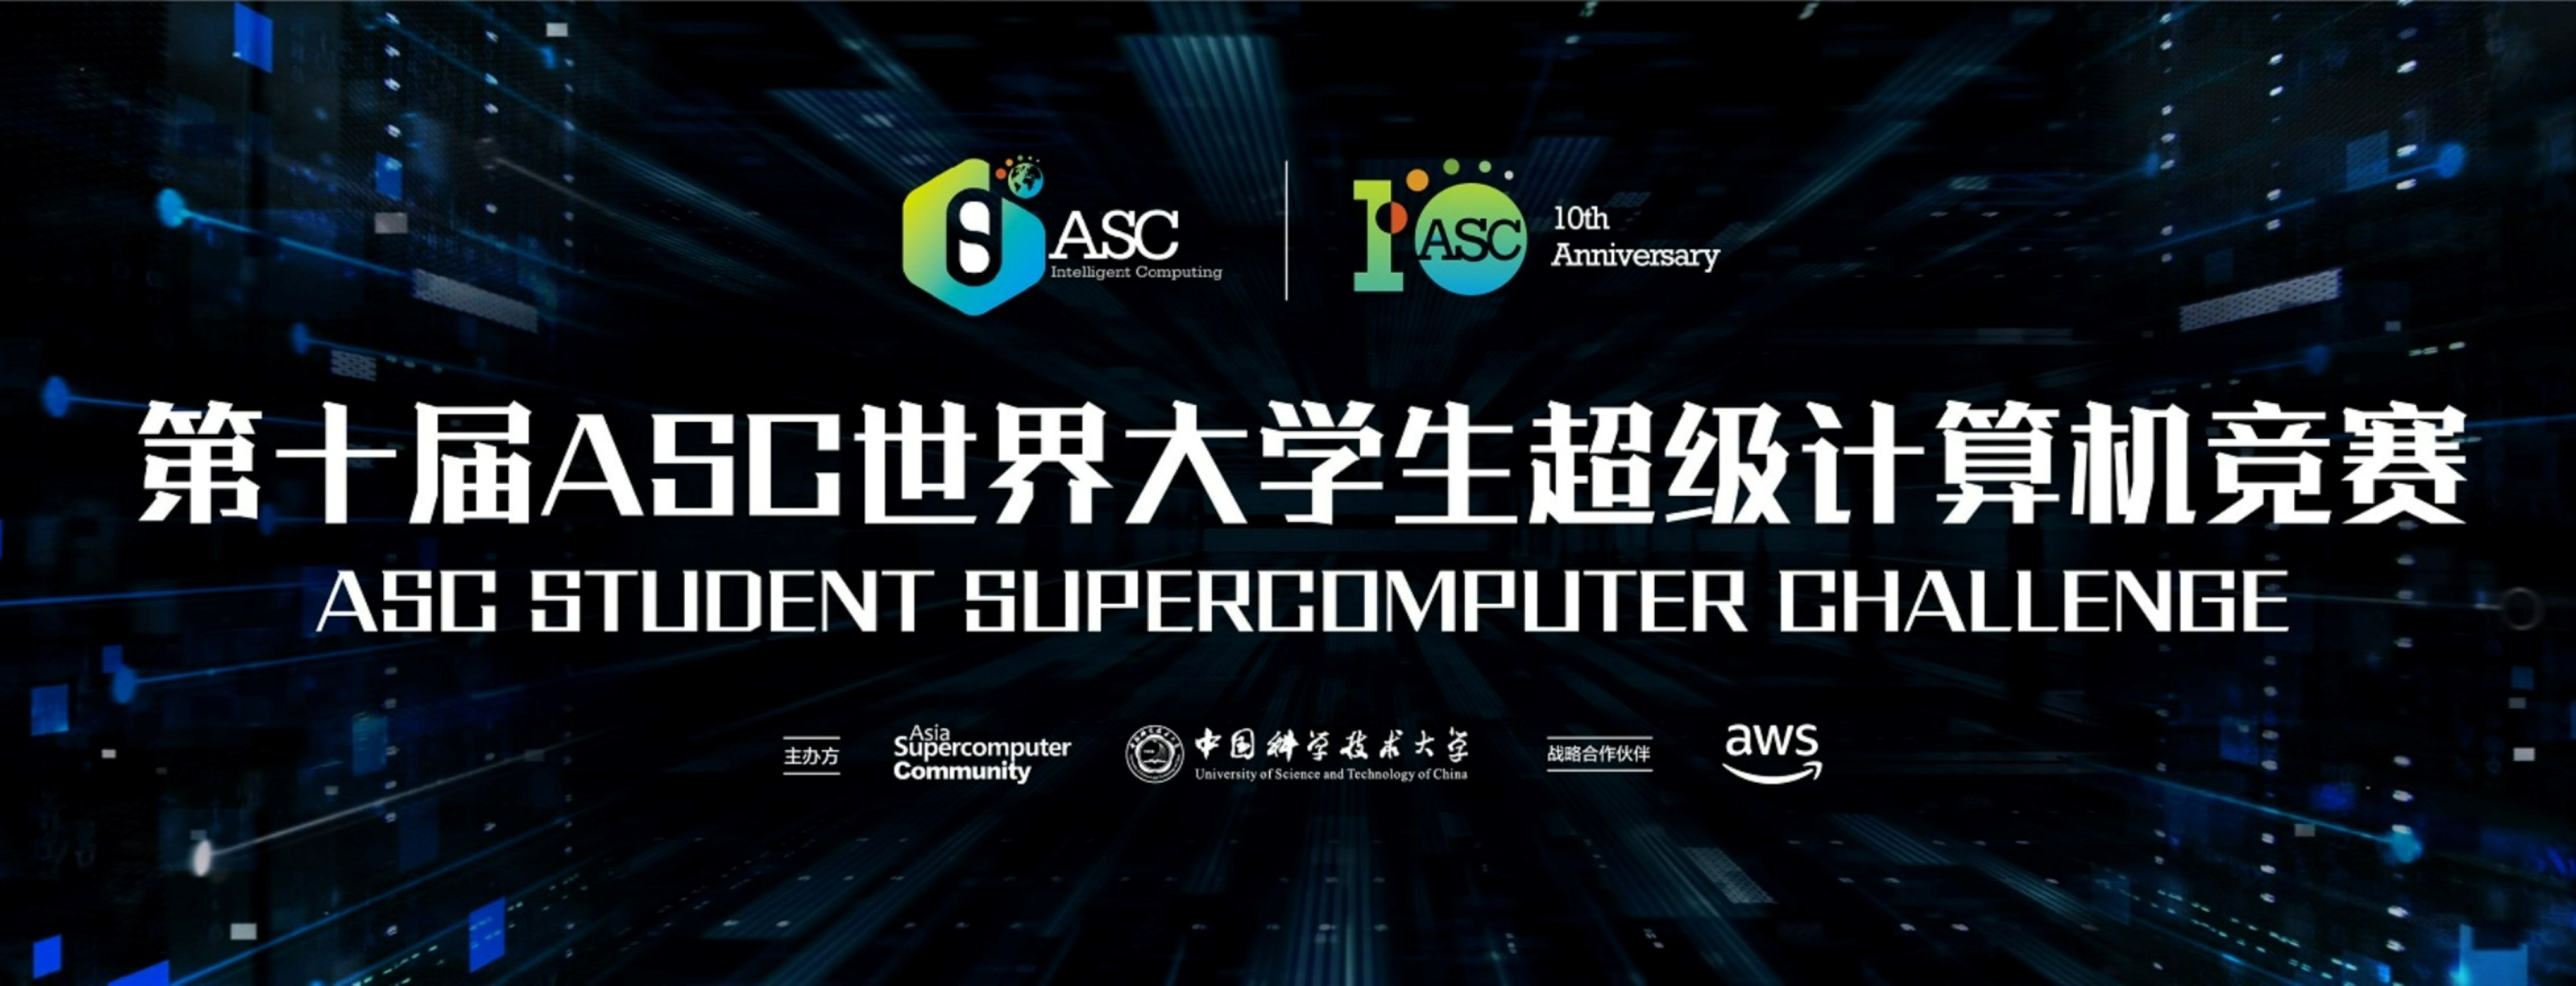 ASC
Intelligent Computing
10
ASC
10th
Anniversary
第十届ASC世界大学生超级计算机竞赛
ASC STUDENT SUPERCOMPUTER CHALLENGE
主办方
Asia
Supercomputer
Community
中国科学技术大学
University of Science and Technology of China
战略合作伙伴
aws